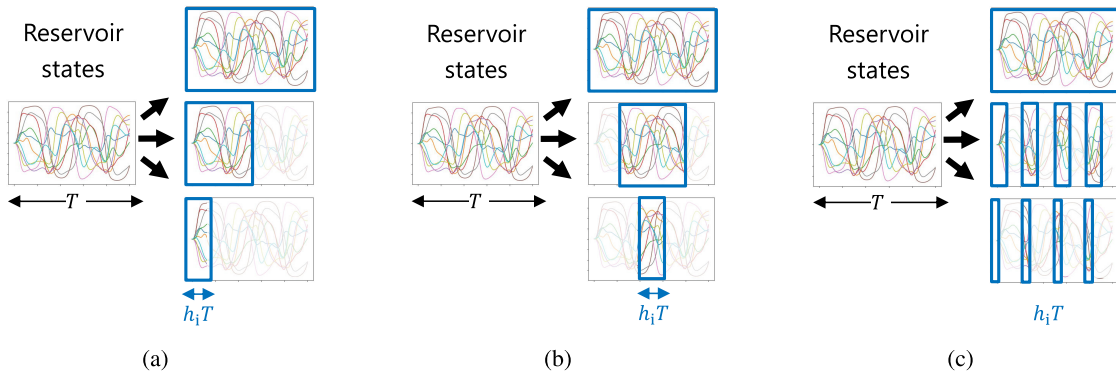 Reservoir
states
T
hᵢT
(a)
Reservoir
states
T
hᵢT
(b)
Reservoir
states
T
hᵢT
(c)